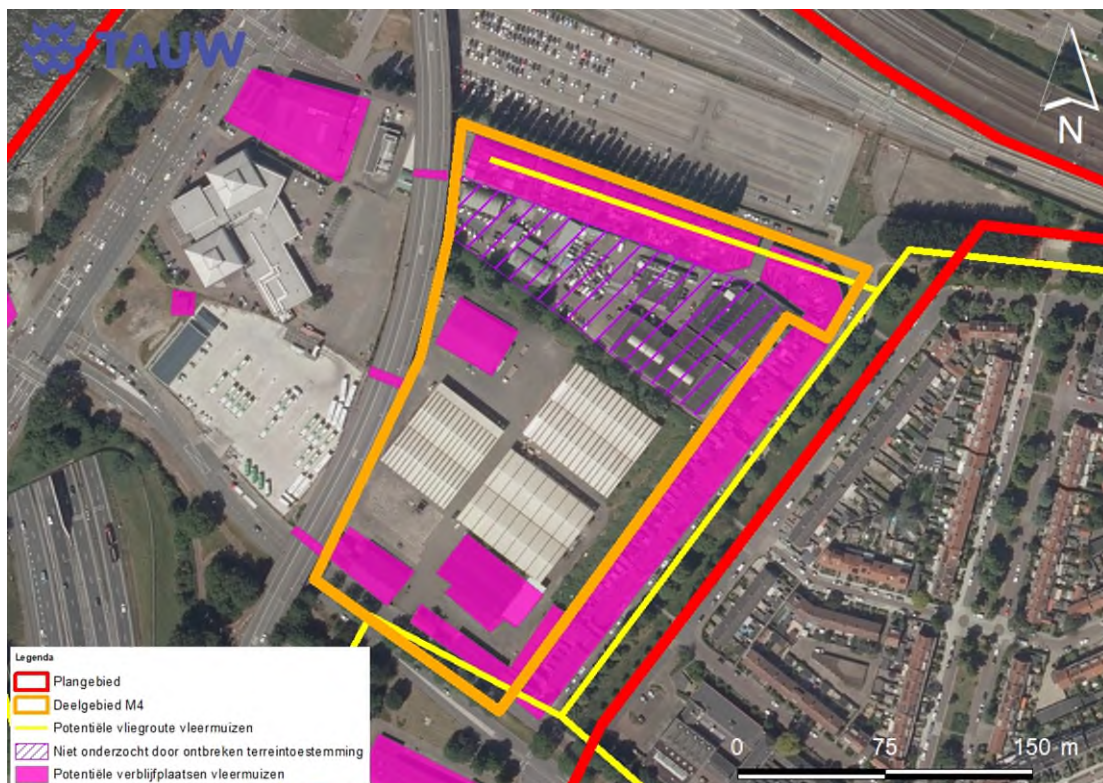 TAUW
N
Legenda
Plangebied
Deelgebied M4
Potentiële vliegroute vleermuizen
Niet onderzocht door ontbreken terreintoestemming
Potentiële verblijfplaatsen vleermuizen
0 75 150 m